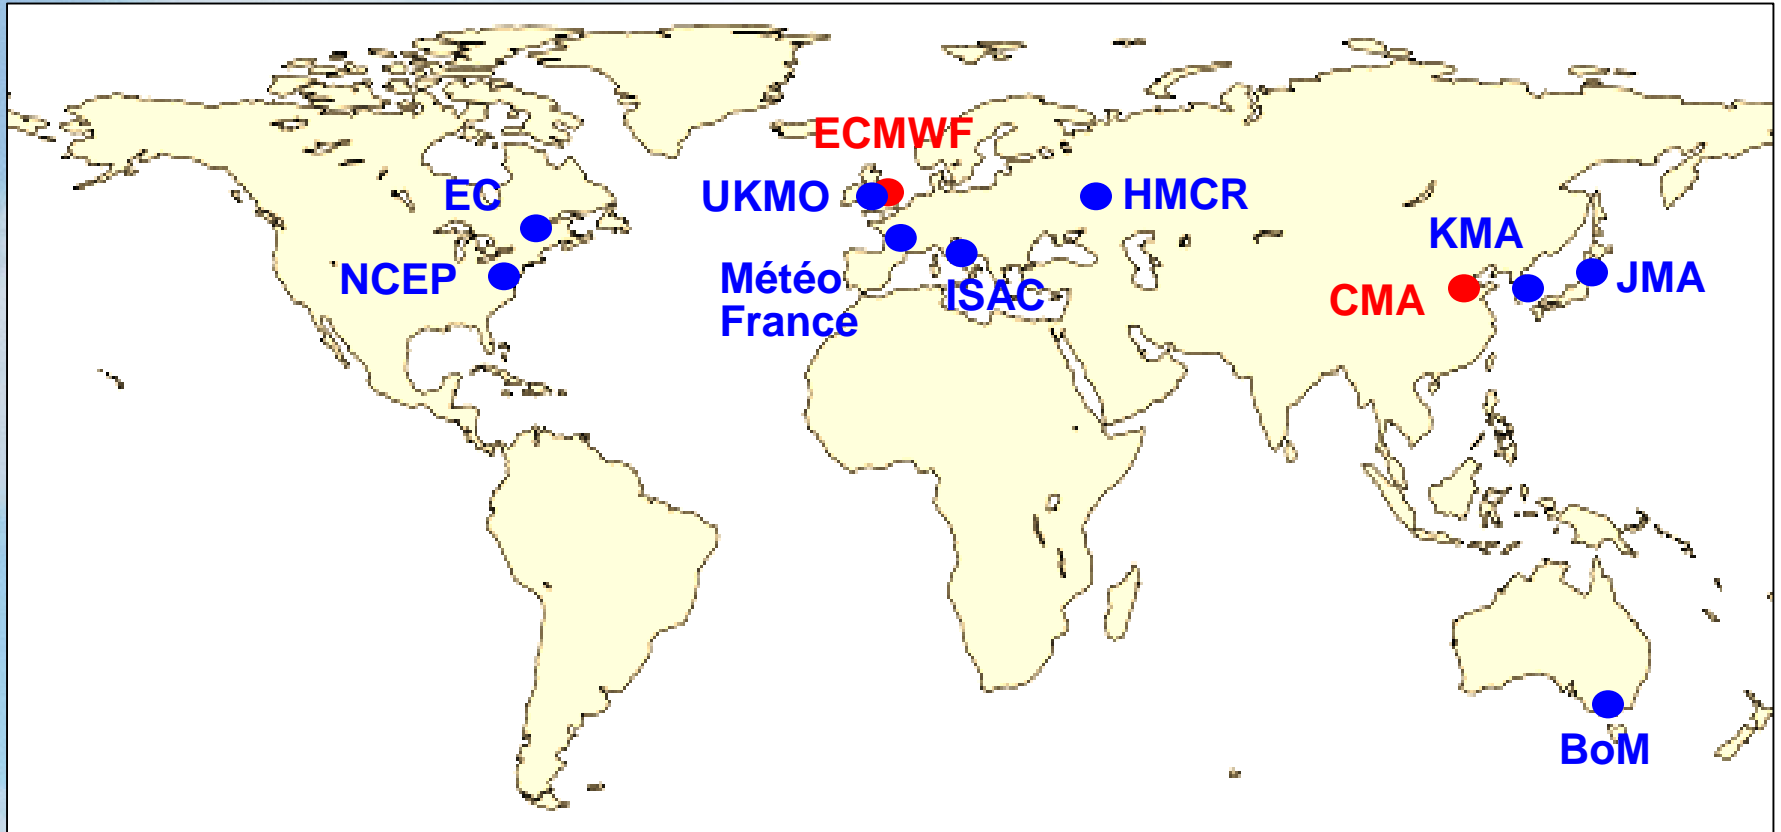 ECMWF
EC
UKMO
HMCR
KMA
NCEP
Météo
France
ISAC
CMA
JMA
BoM